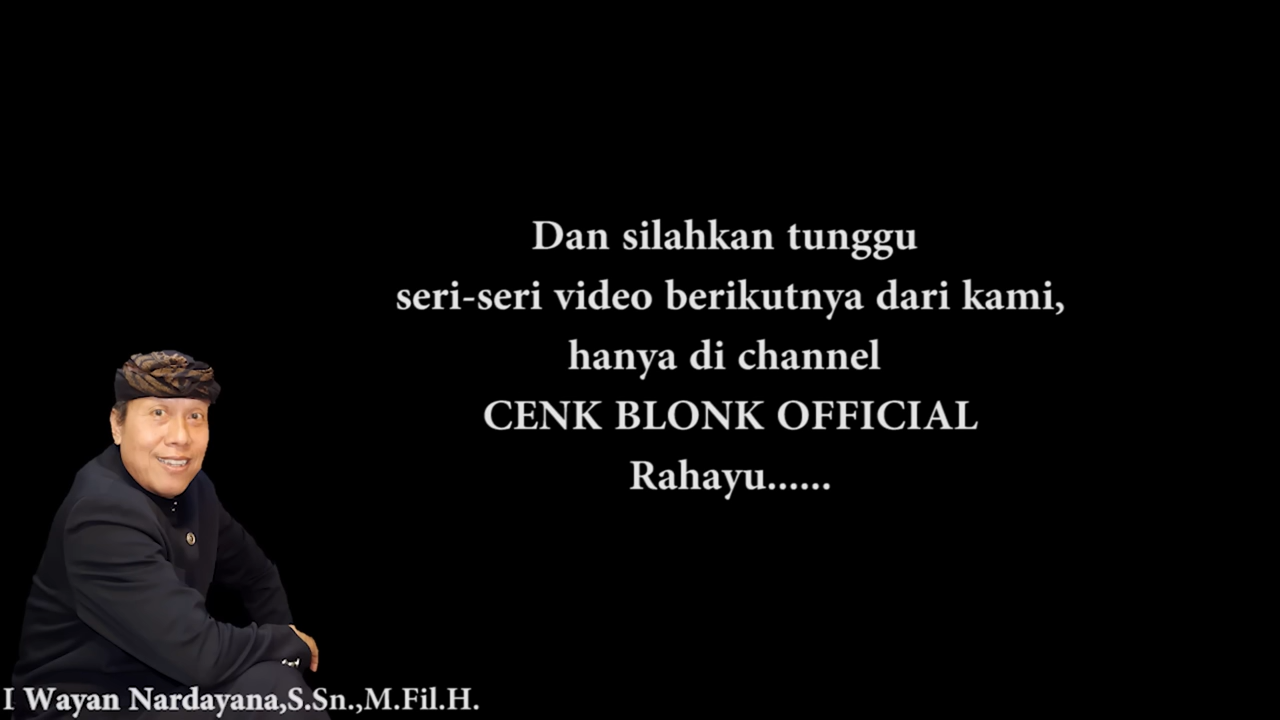 Dan silahkan tunggu
seri-seri video berikutnya dari kami,
hanya di channel
CENK BLONK OFFICIAL
Rahayu......
I Wayan Nardayana,S.Sn.,M.Fil.H.